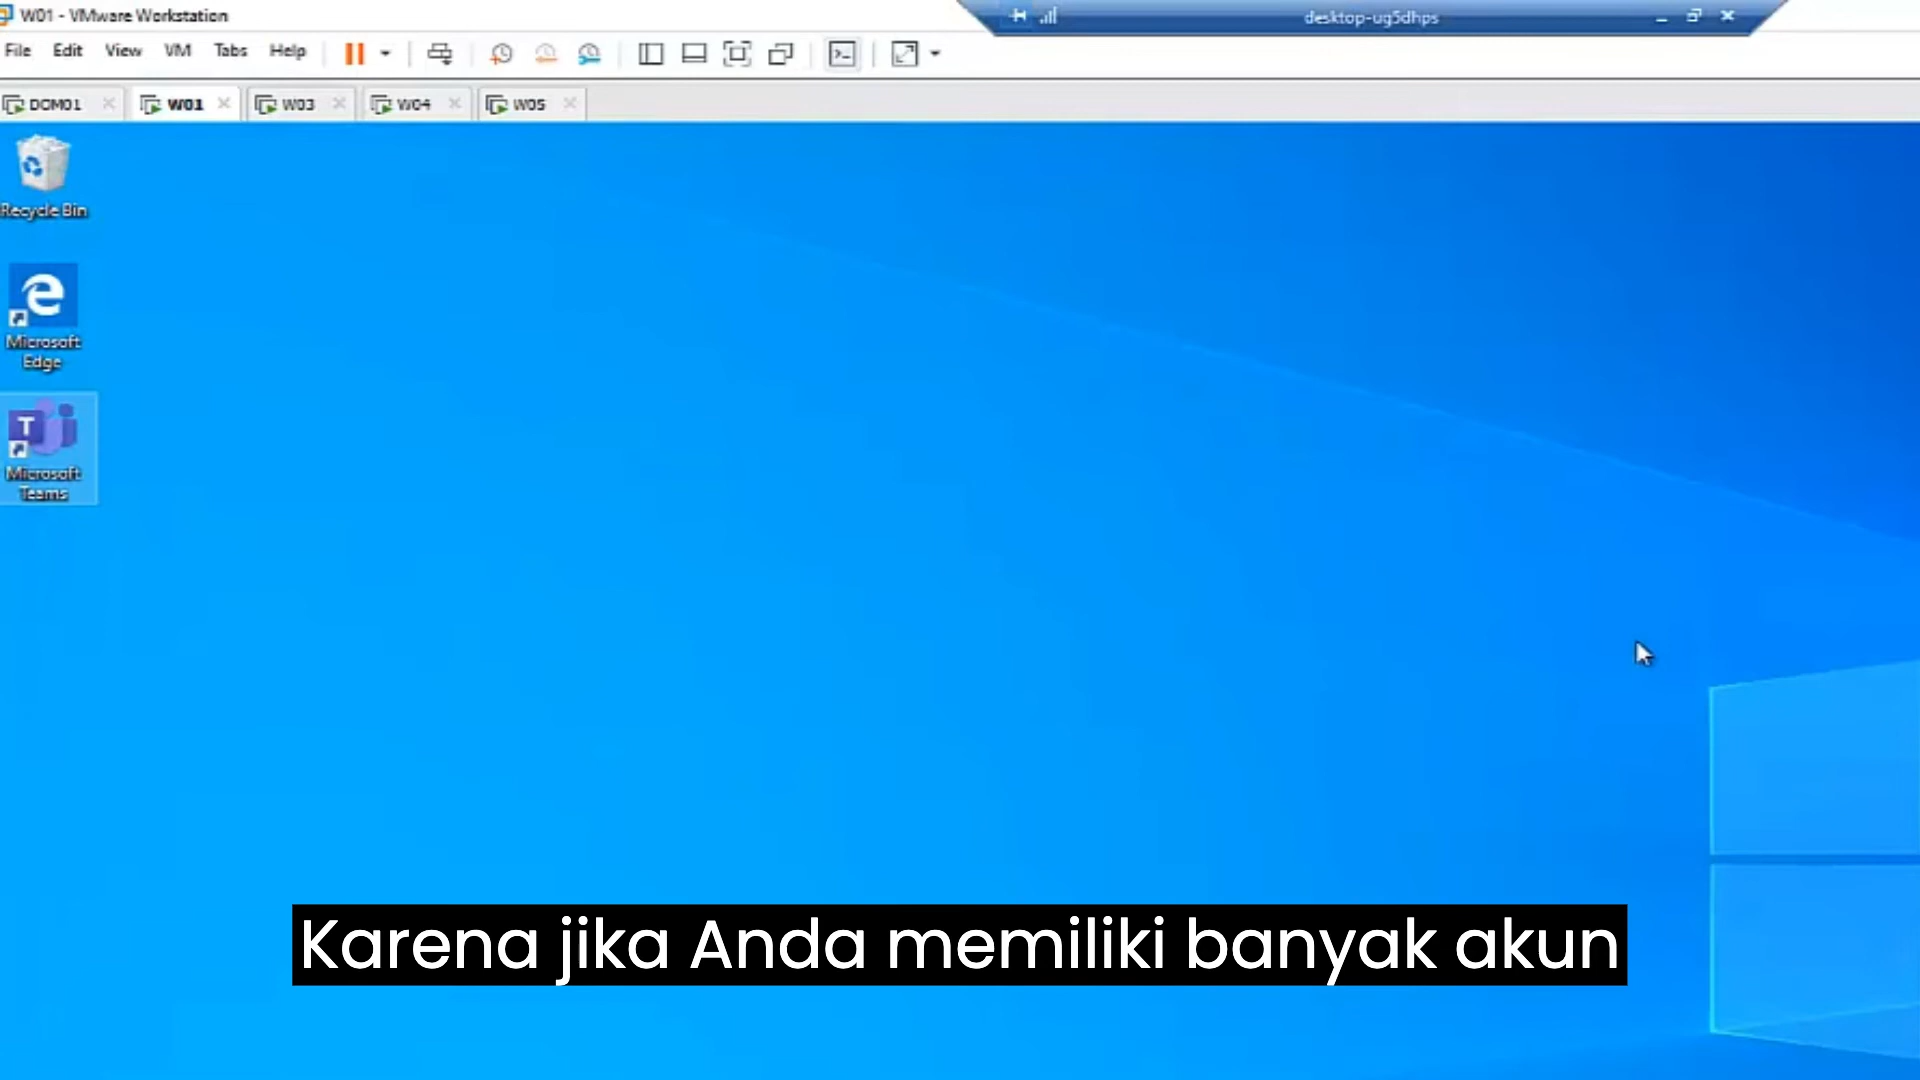 W01 - VMware Workstation
desktop-ug5dhps
File Edit View VM Tabs Help
DOM01 W01 W03 W04 W05
Recycle Bin
Microsoft
Edge
Microsoft
Teams
Karena jika Anda memiliki banyak akun